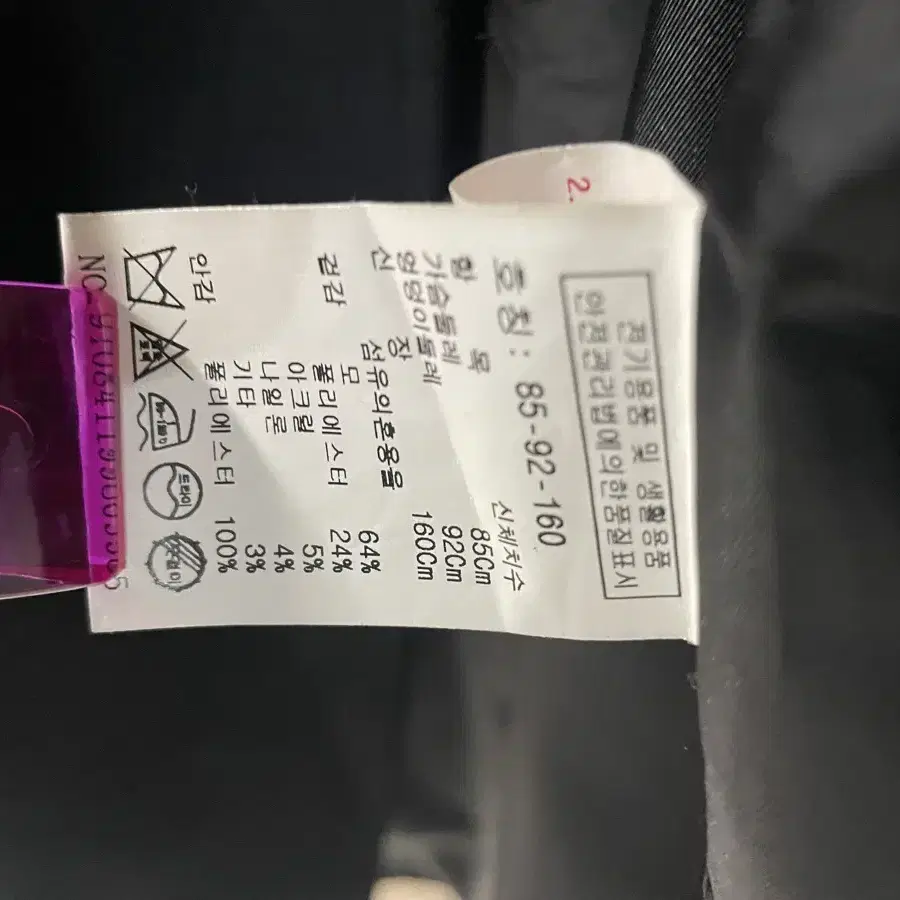 전기용품 및 생활용품
안전관리법에의한품질표시
호칭: 85-92-160
항 목 신체치수
가슴둘레 85Cm
엉덩이둘레 92Cm
신 장 160Cm
섬유의혼용율
겉감 모 64%
폴리에스터 24%
아크릴 5%
나일론 4%
기타 3%
안감 폴리에스터 100%
드라이
2.